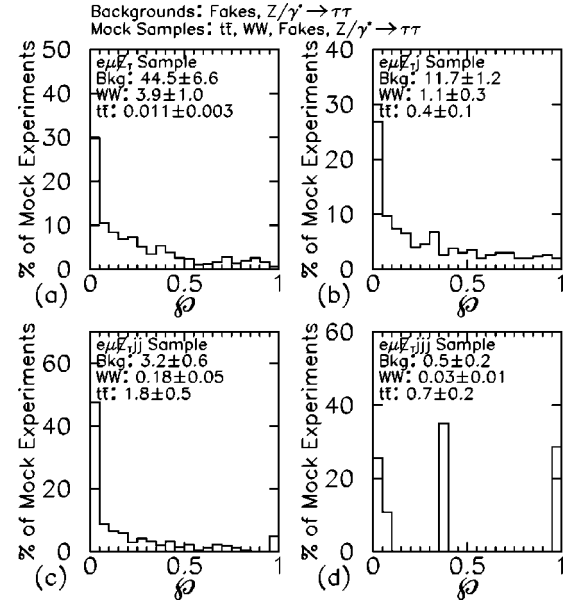 Backgrounds: Fakes, Z/γ* → ττ
Mock Samples: tt̄, WW, Fakes, Z/γ* → ττ
% of Mock Experiments
50
40
30
20
10
0
eμE̸_T Sample
Bkg: 44.5±6.6
WW: 3.9±1.0
tt̄: 0.011±0.003
0
0.5
1
(a)
℘
% of Mock Experiments
40
30
20
10
0
eμE̸_Tj Sample
Bkg: 11.7±1.2
WW: 1.1±0.3
tt̄: 0.4±0.1
0
0.5
1
(b)
℘
% of Mock Experiments
60
40
20
0
eμE̸_Tjj Sample
Bkg: 3.2±0.6
WW: 0.18±0.05
tt̄: 1.8±0.5
0
0.5
1
(c)
℘
% of Mock Experiments
60
40
20
0
eμE̸_Tjjj Sample
Bkg: 0.5±0.2
WW: 0.03±0.01
tt̄: 0.7±0.2
0
0.5
1
(d)
℘